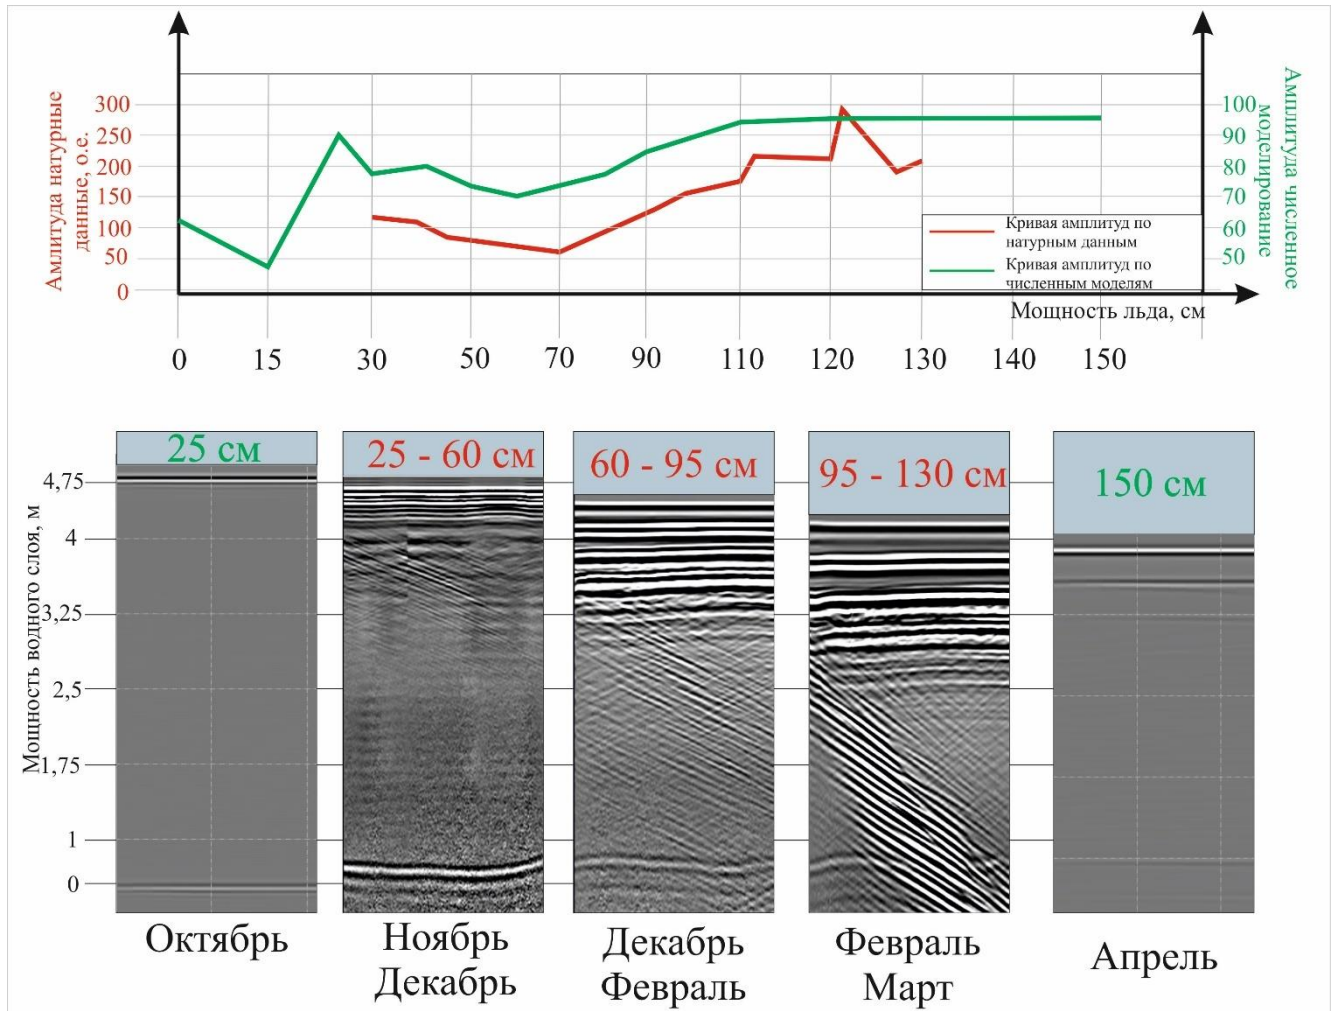 Амлитуда натурные
данные, о.е.
300
250
200
150
100
50
0
100
90
80
70
60
50
Амплитуда численное
моделирование
Кривая амплитуд по
натурным данным
Кривая амплитуд по
численным моделям
Мощность льда, см
0 15 30 50 70 90 110 120 130 140 150
25 см
25 - 60 см
60 - 95 см
95 - 130 см
150 см
Мощность водного слоя, м
4,75
4
3,25
2,5
1,75
1
0
Октябрь
Ноябрь
Декабрь
Декабрь
Февраль
Февраль
Март
Апрель